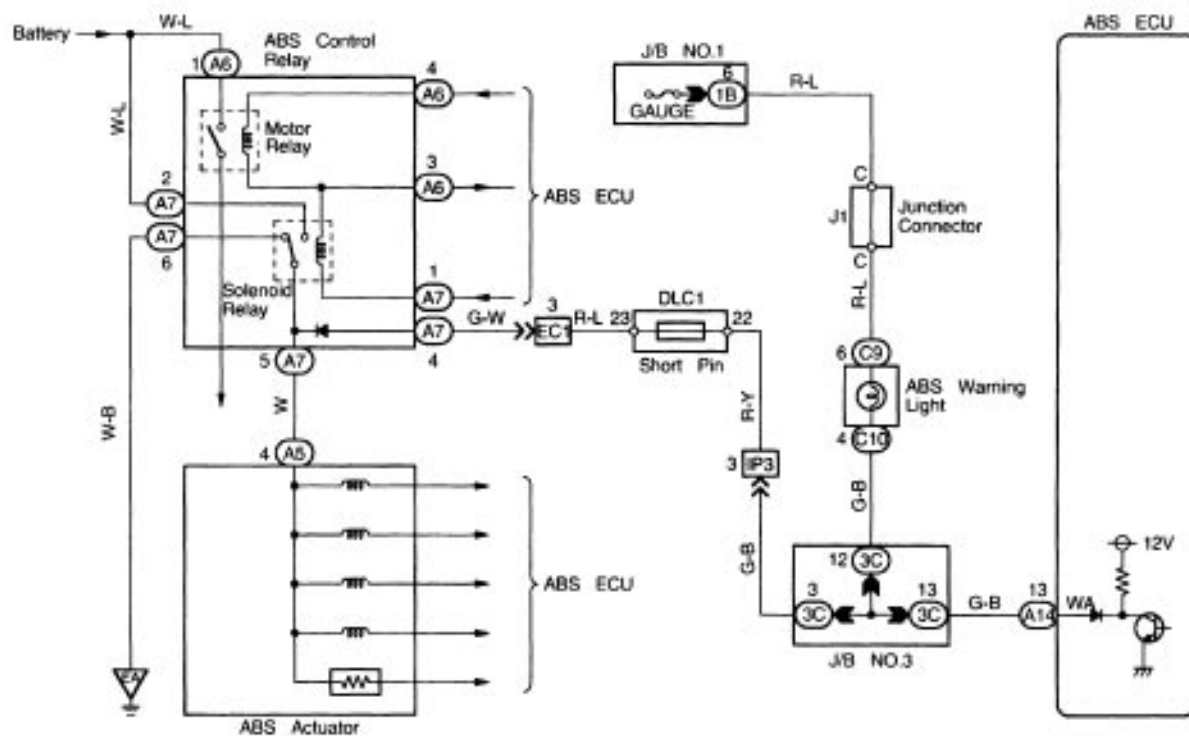 Battery
W-L
ABS Control
Relay
1
A6
4
A6
Motor
Relay
W-L
3
A6
ABS ECU
2
A7
A7
6
Solenoid
Relay
1
A7
A7
4
5
A7
G-W
3
EC1
R-L
23
DLC1
22
Short Pin
J/B NO.1
6
1B
GAUGE
R-L
C
J1
Junction
Connector
C
R-L
6
C9
ABS Warning
Light
4
C10
G-B
R-Y
3
IP3
G-B
12
3C
3
3C
13
3C
J/B NO.3
G-B
13
A14
ABS ECU
WA
12V
W-B
W
4
A5
ABS ECU
ABS Actuator
EA